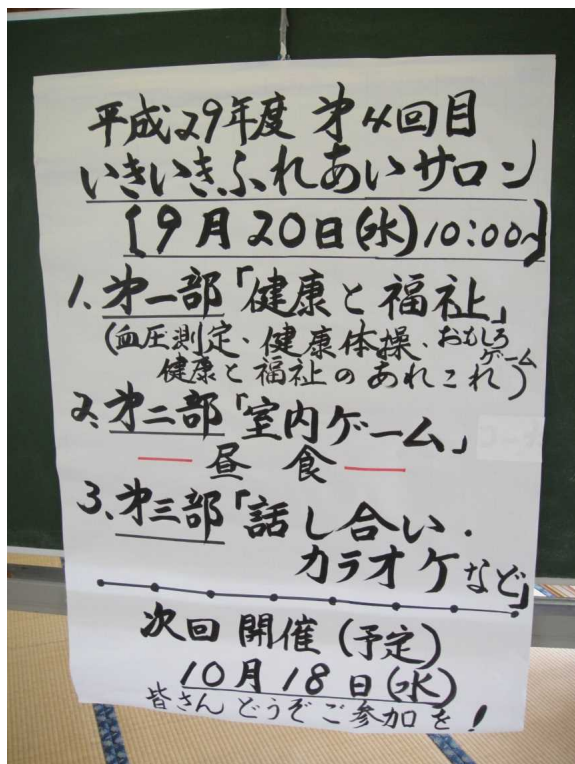 平成29年度 第4回目
いきいきふれあいサロン
[9月20日(水)10:00~]
1. 第一部「健康と福祉」
(血圧測定・健康体操・おもしろゲーム
健康と福祉のあれこれ)
2. 第二部「室内ゲーム」
昼食
3. 第三部「話し合い・
カラオケなど」
次回 開催(予定)
10月18日(水)
皆さんどうぞご参加を!